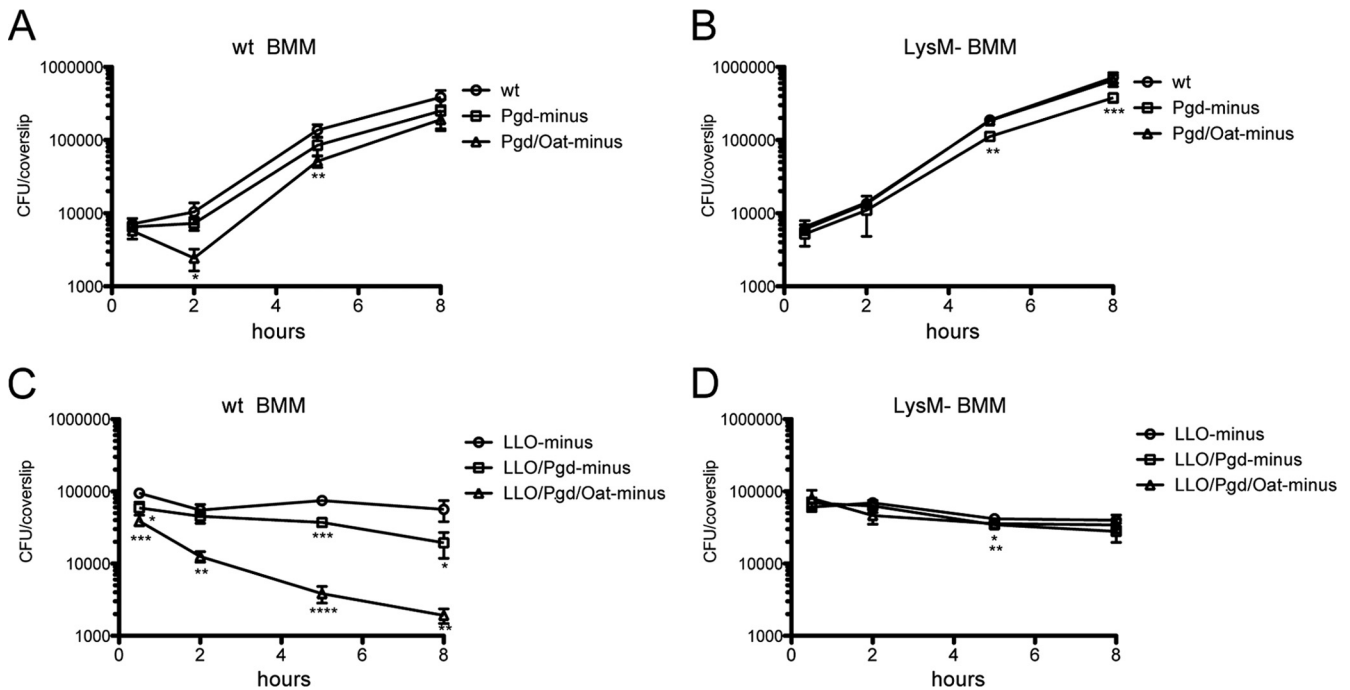 A
wt BMM
CFU/coverslip
1000000
100000
10000
1000
0
2
4
6
8
hours
wt
Pgd-minus
Pgd/Oat-minus
*
**
B
LysM- BMM
CFU/coverslip
1000000
100000
10000
1000
0
2
4
6
8
hours
wt
Pgd-minus
Pgd/Oat-minus
**
***
C
wt BMM
CFU/coverslip
1000000
100000
10000
1000
0
2
4
6
8
hours
LLO-minus
LLO/Pgd-minus
LLO/Pgd/Oat-minus
*
***
**
***
****
*
**
D
LysM- BMM
CFU/coverslip
1000000
100000
10000
1000
0
2
4
6
8
hours
LLO-minus
LLO/Pgd-minus
LLO/Pgd/Oat-minus
*
**